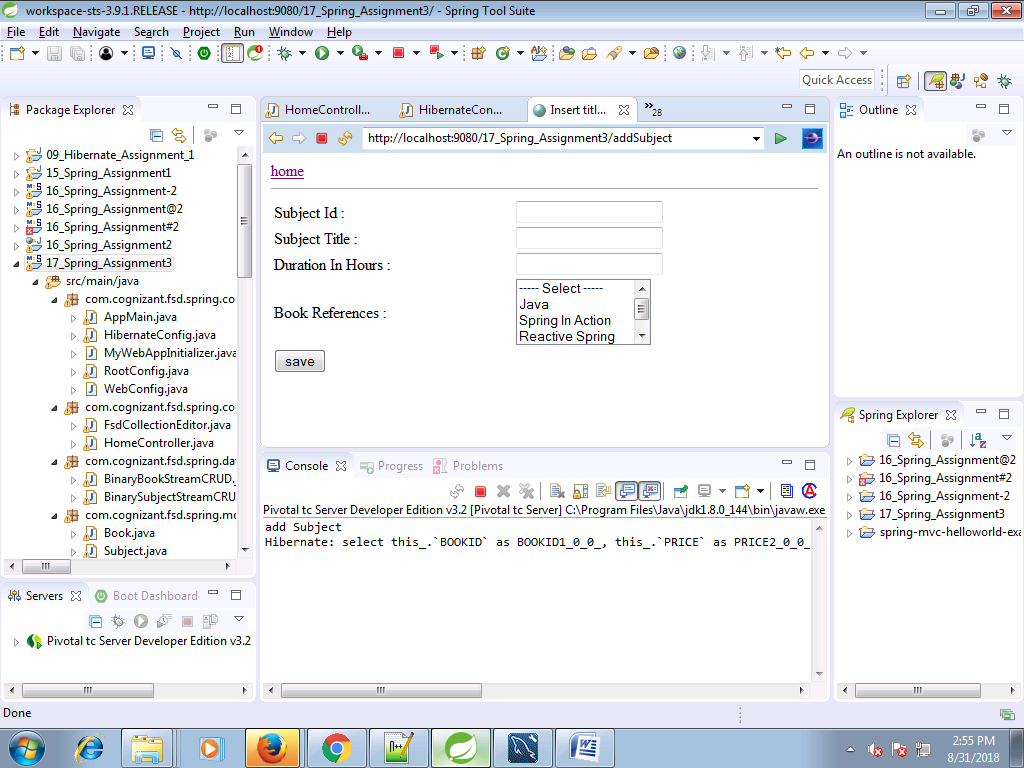 workspace-sts-3.9.1.RELEASE - http://localhost:9080/17_Spring_Assignment3/ - Spring Tool Suite
File Edit Navigate Search Project Run Window Help
Quick Access
Package Explorer
09_Hibernate_Assignment_1
15_Spring_Assignment1
16_Spring_Assignment-2
16_Spring_Assignment@2
16_Spring_Assignment#2
16_Spring_Assignment2
17_Spring_Assignment3
src/main/java
com.cognizant.fsd.spring.co
AppMain.java
HibernateConfig.java
MyWebAppInitializer.java
RootConfig.java
WebConfig.java
com.cognizant.fsd.spring.co
FsdCollectionEditor.java
HomeController.java
com.cognizant.fsd.spring.da
BinaryBookStreamCRUD.
BinarySubjectStreamCRU
com.cognizant.fsd.spring.mo
Book.java
Subject.java
Servers Boot Dashboard
Pivotal tc Server Developer Edition v3.2
HomeControll... HibernateCon... Insert titl... »28
http://localhost:9080/17_Spring_Assignment3/addSubject
home
Subject Id :
Subject Title :
Duration In Hours :
Book References :
----- Select -----
Java
Spring In Action
Reactive Spring
save
Console Progress Problems
Pivotal tc Server Developer Edition v3.2 [Pivotal tc Server] C:\Program Files\Java\jdk1.8.0_144\bin\javaw.exe
add Subject
Hibernate: select this_.`BOOKID` as BOOKID1_0_0_, this_.`PRICE` as PRICE2_0_0_
Outline
An outline is not available.
Spring Explorer
16_Spring_Assignment@2
16_Spring_Assignment#2
16_Spring_Assignment-2
17_Spring_Assignment3
spring-mvc-helloworld-exa
Done
2:55 PM
8/31/2018